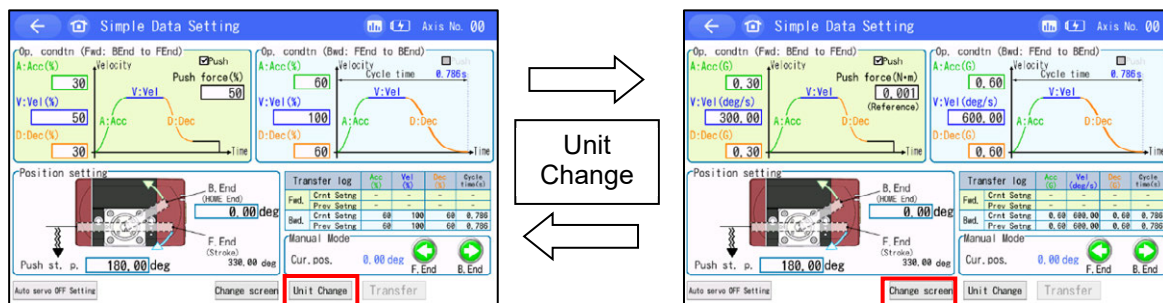 Simple Data Setting
Axis No. 00
Op. condtn (Fwd: BEnd to FEnd)
A:Acc(%)
30
V:Vel(%)
50
D:Dec(%)
30
Velocity
Push
Push force(%)
50
V:Vel
A:Acc
D:Dec
Time
Op. condtn (Bwd: FEnd to BEnd)
A:Acc(%)
60
V:Vel(%)
100
D:Dec(%)
60
Velocity
Push
Cycle time 0.786s
V:Vel
A:Acc
D:Dec
Time
Position setting
B. End
(HOME End)
0.00 deg
F. End
(Stroke)
330.00 deg
Push st. p. 180.00 deg
Transfer log Acc (%) Vel (%) Dec (%) Cycle time(s)
Fwd. Crnt Setng - - - -
Prev Setng - - - -
Bwd. Crnt Setng 60 100 60 0.786
Prev Setng 60 100 60 0.786
Manual Mode
Cur. pos. 0.00 deg
F. End
B. End
Auto servo OFF Setting
Change screen
Unit Change
Transfer
Unit
Change
Simple Data Setting
Axis No. 00
Op. condtn (Fwd: BEnd to FEnd)
A:Acc(G)
0.30
V:Vel(deg/s)
300.00
D:Dec(G)
0.30
Velocity
Push
Push force(N•m)
0.001
(Reference)
V:Vel
A:Acc
D:Dec
Time
Op. condtn (Bwd: FEnd to BEnd)
A:Acc(G)
0.60
V:Vel(deg/s)
600.00
D:Dec(G)
0.60
Velocity
Push
Cycle time 0.786s
V:Vel
A:Acc
D:Dec
Time
Position setting
B. End
(HOME End)
0.00 deg
F. End
(Stroke)
330.00 deg
Push st. p. 180.00 deg
Transfer log Acc (G) Vel (deg/s) Dec (G) Cycle time(s)
Fwd. Crnt Setng - - - -
Prev Setng - - - -
Bwd. Crnt Setng 0.60 600.00 0.60 0.786
Prev Setng 0.60 600.00 0.60 0.786
Manual Mode
Cur. pos. 0.00 deg
F. End
B. End
Auto servo OFF Setting
Change screen
Unit Change
Transfer